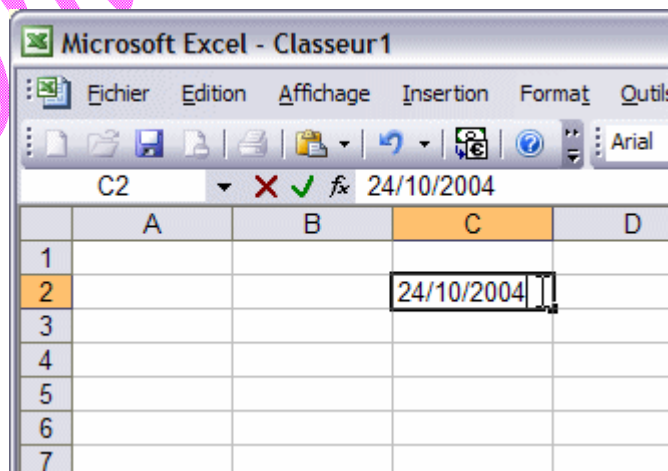 Microsoft Excel - Classeur1
Fichier Edition Affichage Insertion Format Outils
Arial
C2 fx 24/10/2004
A B C D
1
2 24/10/2004
3
4
5
6
7